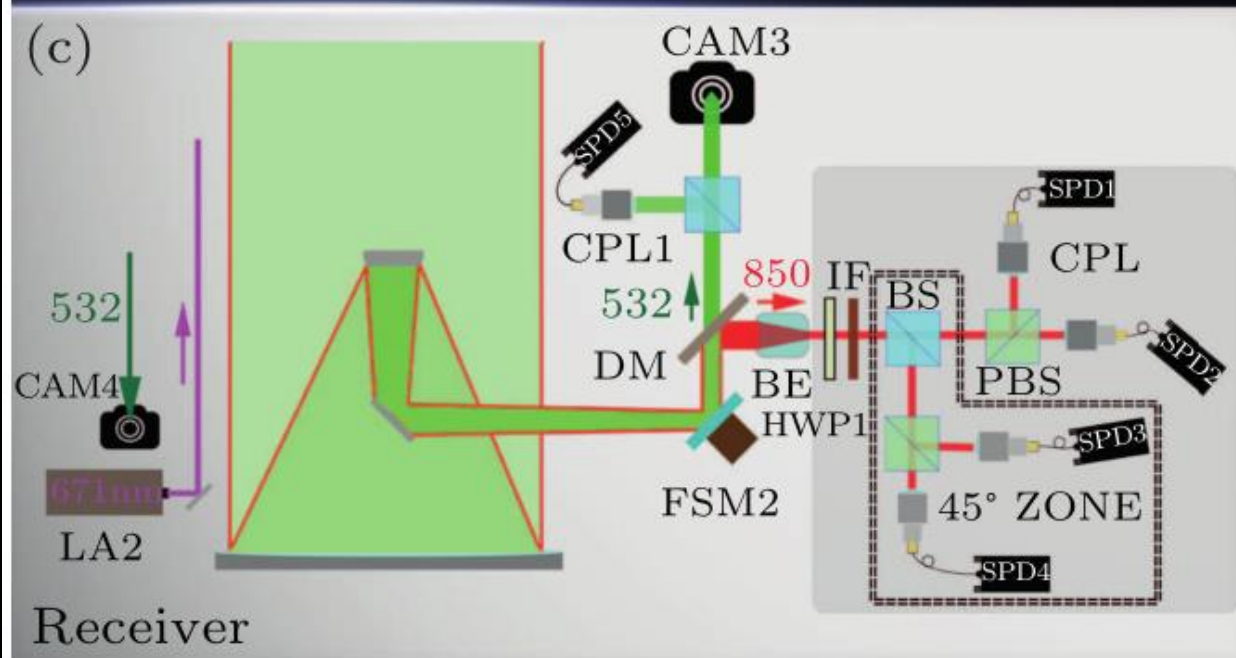 (c)
CAM3
SPD5
SPD1
CPL1
CPL
850
IF
532
BS
532
DM
SPD2
CAM4
BE
PBS
HWP1
SPD3
671nm
FSM2
45° ZONE
LA2
SPD4
Receiver